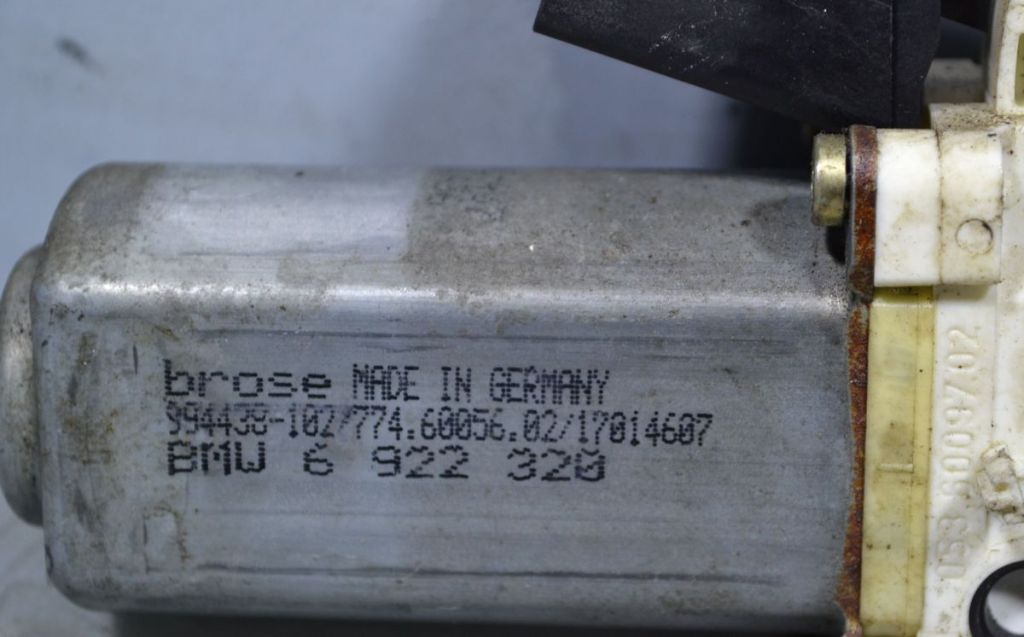 brose MADE IN GERMANY
994438-102/774.60056.02/17014607
BMW 6 922 320